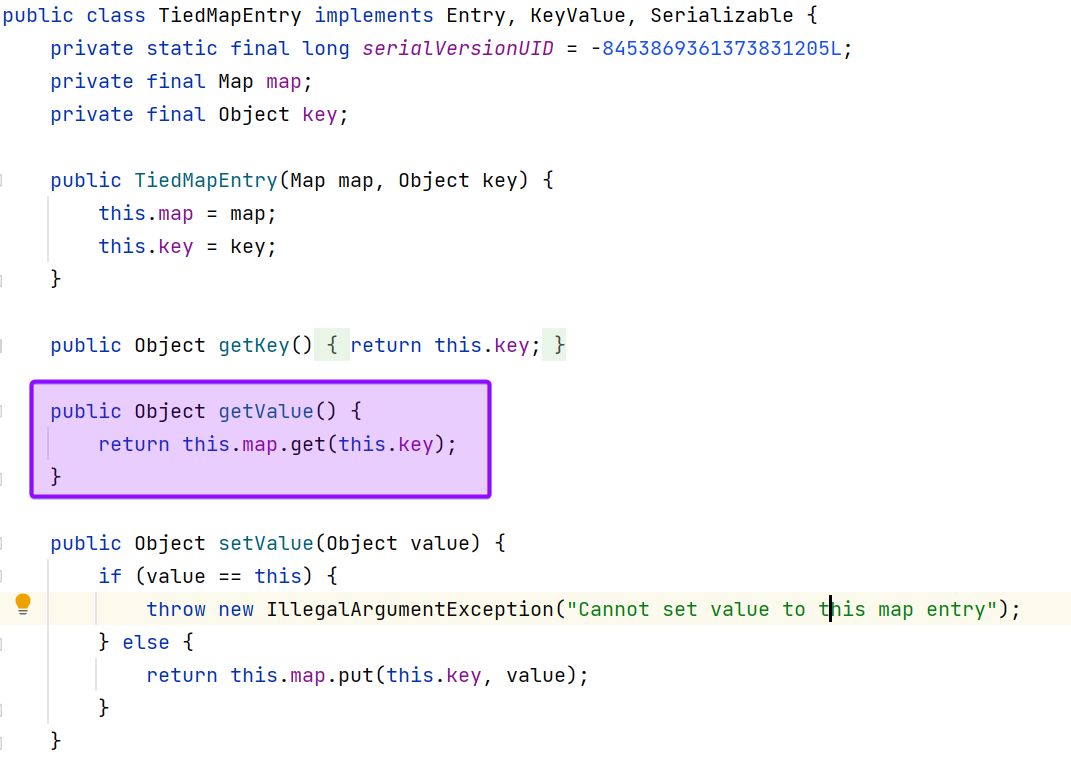 public class TiedMapEntry implements Entry, KeyValue, Serializable {
    private static final long serialVersionUID = -8453869361373831205L;
    private final Map map;
    private final Object key;

    public TiedMapEntry(Map map, Object key) {
        this.map = map;
        this.key = key;
    }

    public Object getKey() { return this.key; }

    public Object getValue() {
        return this.map.get(this.key);
    }

    public Object setValue(Object value) {
        if (value == this) {
            throw new IllegalArgumentException("Cannot set value to this map entry");
        } else {
            return this.map.put(this.key, value);
        }
    }